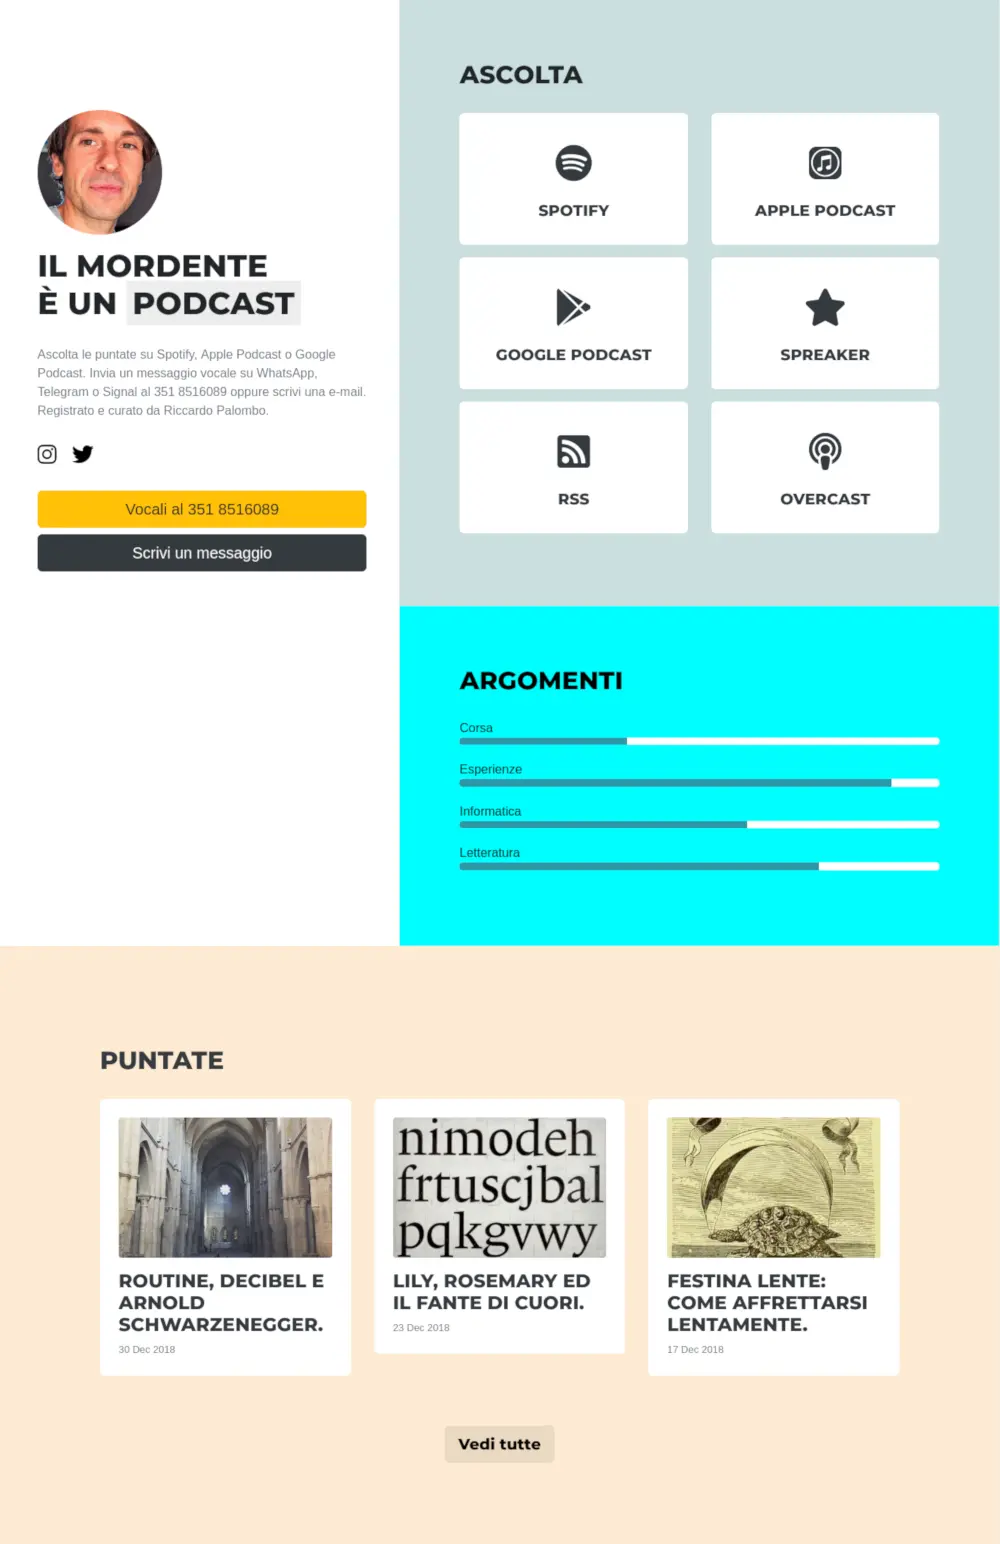 IL MORDENTE
È UN PODCAST
Ascolta le puntate su Spotify, Apple Podcast o Google
Podcast. Invia un messaggio vocale su WhatsApp,
Telegram o Signal al 351 8516089 oppure scrivi una e-mail.
Registrato e curato da Riccardo Palombo.
Vocali al 351 8516089
Scrivi un messaggio
ASCOLTA
SPOTIFY
APPLE PODCAST
GOOGLE PODCAST
SPREAKER
RSS
OVERCAST
ARGOMENTI
Corsa
Esperienze
Informatica
Letteratura
PUNTATE
ROUTINE, DECIBEL E
ARNOLD
SCHWARZENEGGER.
30 Dec 2018
nimodeh
frtuscjbal
pqkgvwy
LILY, ROSEMARY ED
IL FANTE DI CUORI.
23 Dec 2018
FESTINA LENTE:
COME AFFRETTARSI
LENTAMENTE.
17 Dec 2018
Vedi tutte